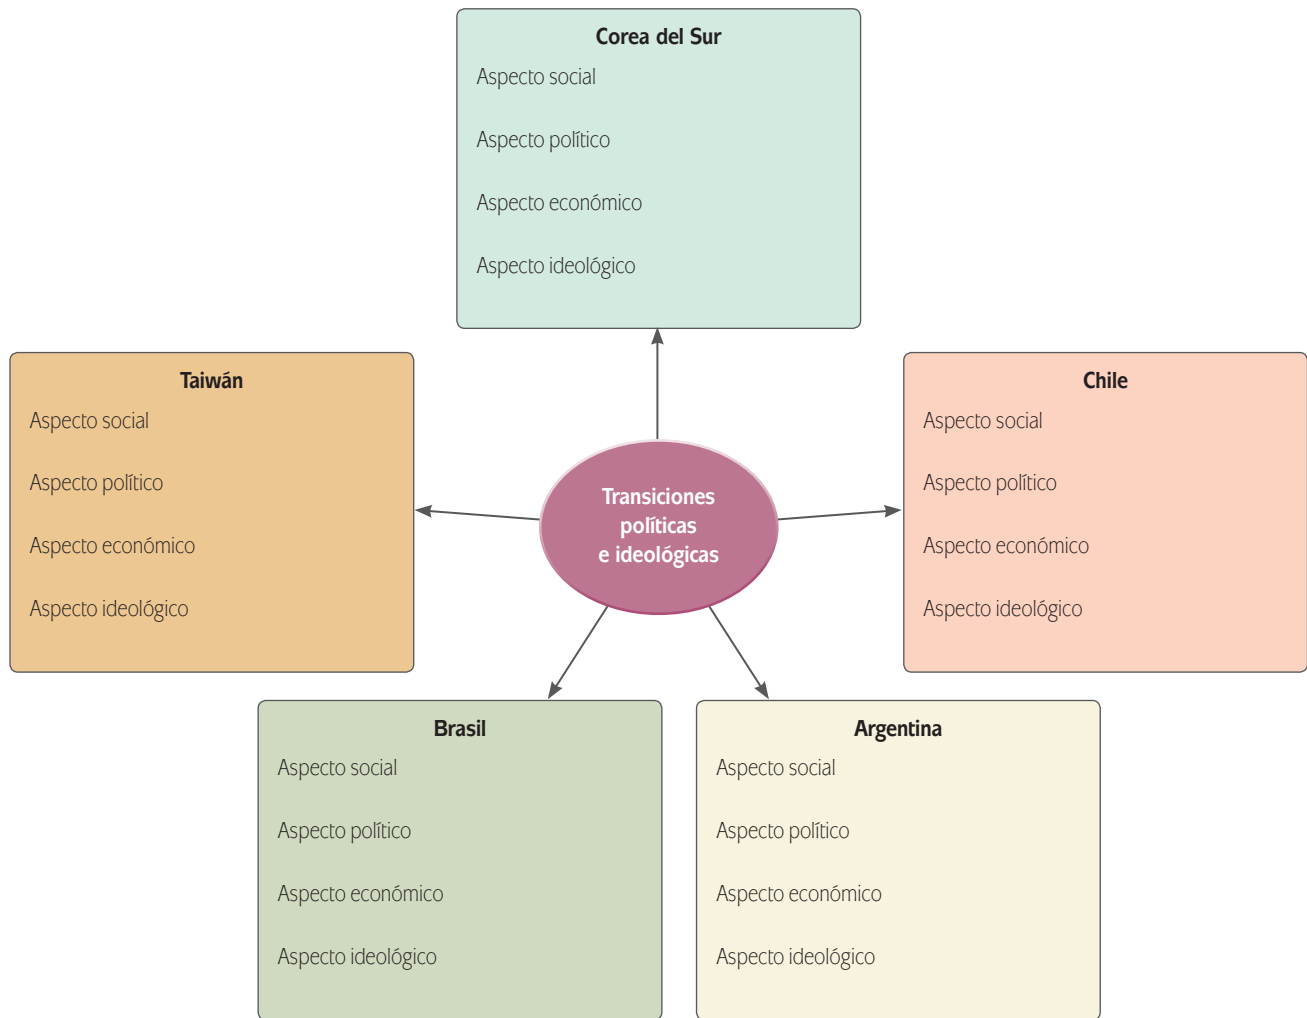 Corea del Sur
Aspecto social
Aspecto político
Aspecto económico
Aspecto ideológico
Taiwán
Aspecto social
Aspecto político
Aspecto económico
Aspecto ideológico
Transiciones
políticas
e ideológicas
Chile
Aspecto social
Aspecto político
Aspecto económico
Aspecto ideológico
Brasil
Aspecto social
Aspecto político
Aspecto económico
Aspecto ideológico
Argentina
Aspecto social
Aspecto político
Aspecto económico
Aspecto ideológico